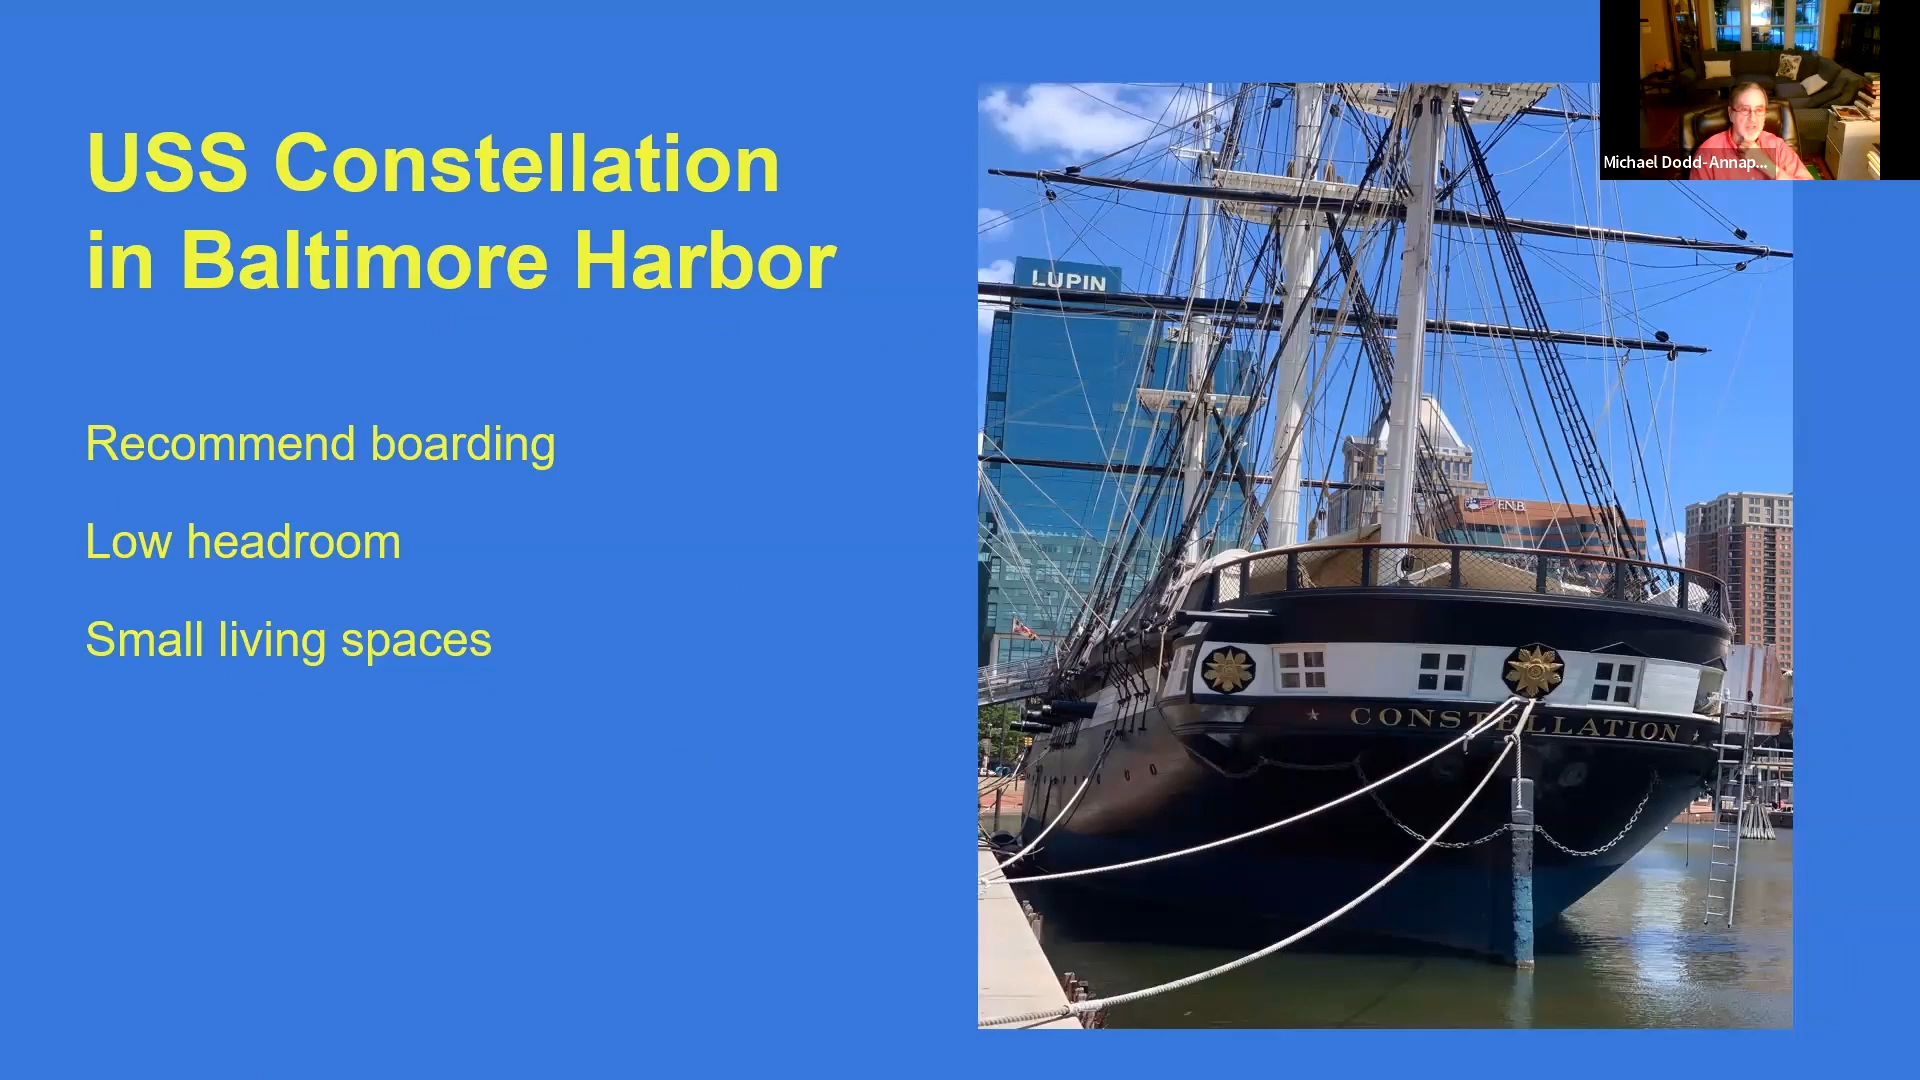 USS Constellation
in Baltimore Harbor
Recommend boarding
Low headroom
Small living spaces
LUPIN
FNB
CONSTELLATION
Michael Dodd-Annap...